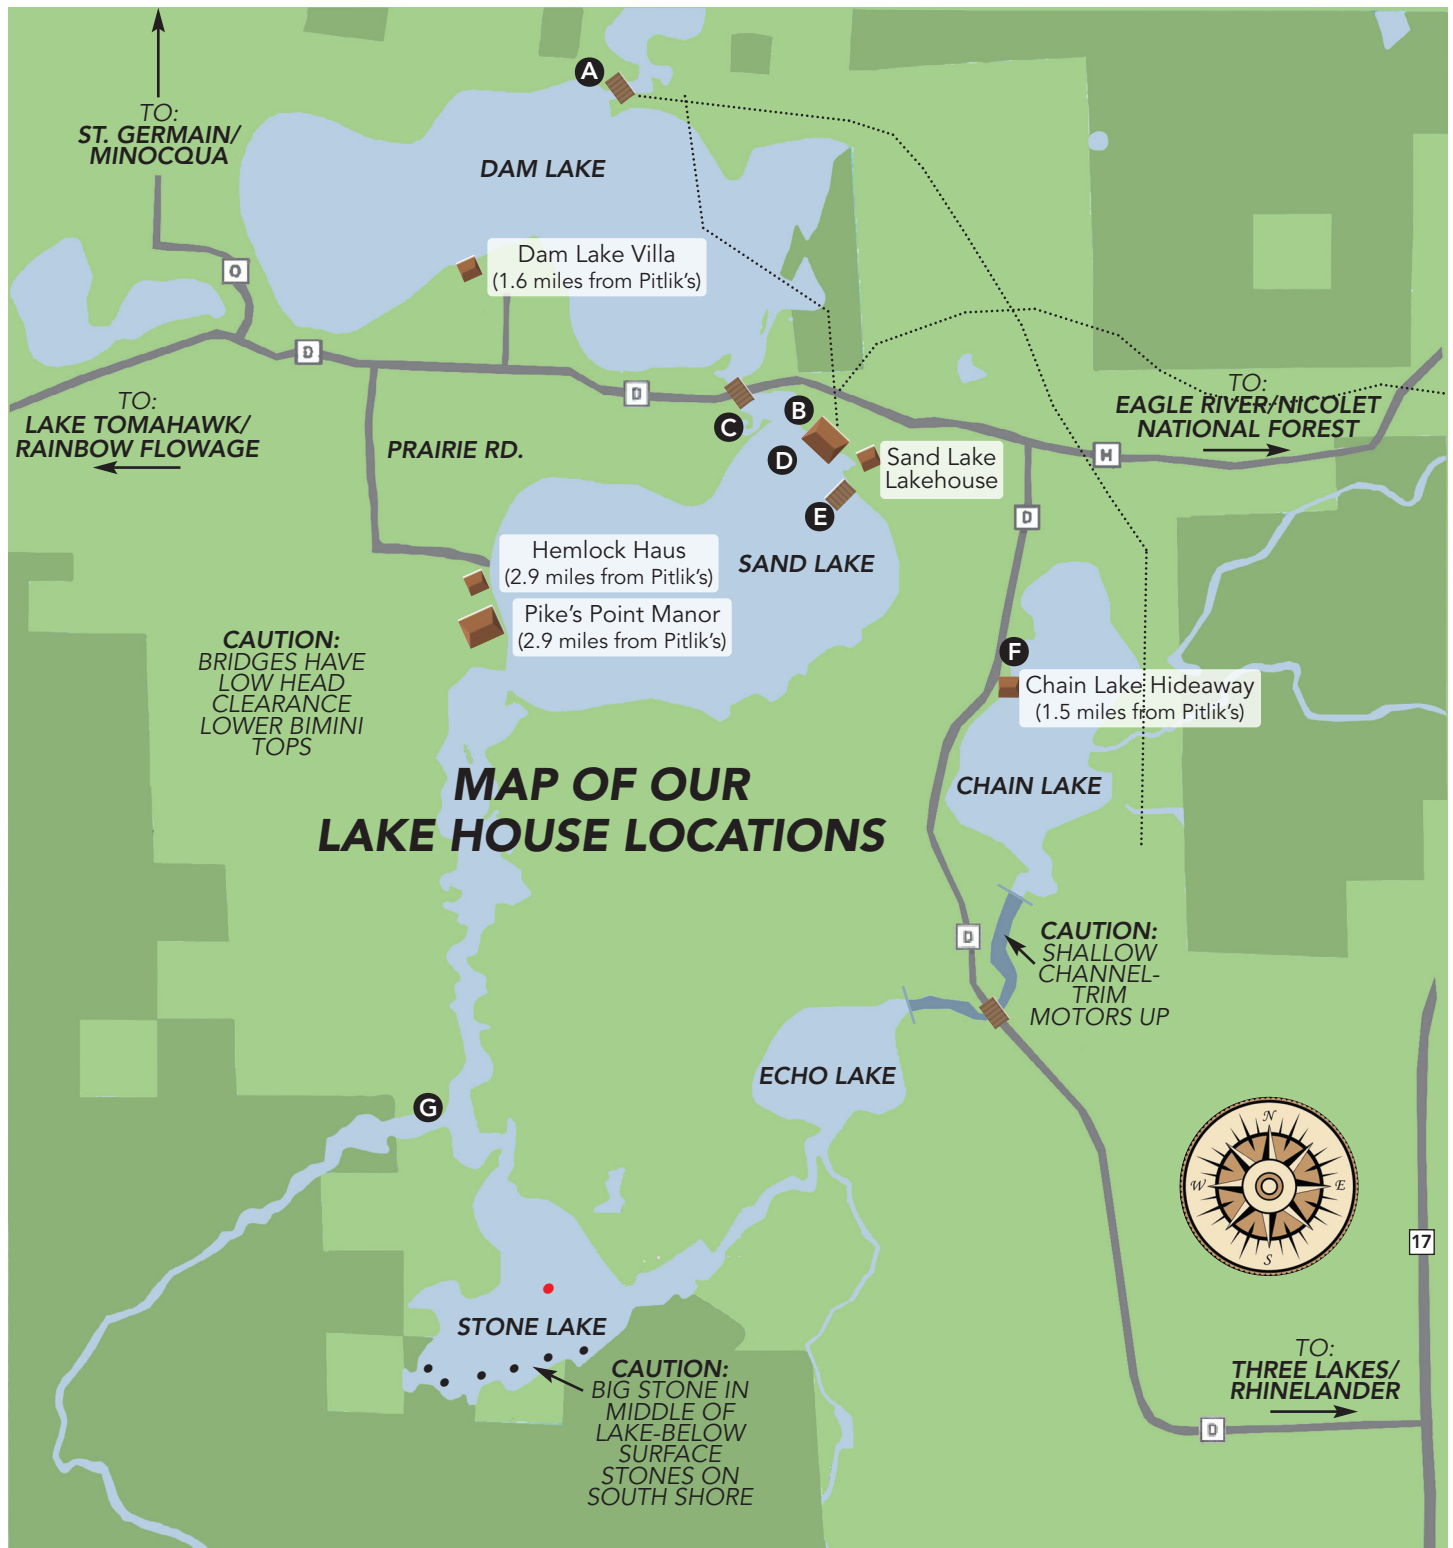 A
TO:
ST. GERMAIN/
MINOCQUA
DAM LAKE
Dam Lake Villa
(1.6 miles from Pitlik's)
O
D
D
TO:
LAKE TOMAHAWK/
RAINBOW FLOWAGE
PRAIRIE RD.
C
B
D
TO:
EAGLE RIVER/NICOLET
NATIONAL FOREST
H
Sand Lake
Lakehouse
E
D
SAND LAKE
Hemlock Haus
(2.9 miles from Pitlik's)
Pike's Point Manor
(2.9 miles from Pitlik's)
CAUTION:
BRIDGES HAVE
LOW HEAD
CLEARANCE
LOWER BIMINI
TOPS
F
Chain Lake Hideaway
(1.5 miles from Pitlik's)
CHAIN LAKE
MAP OF OUR
LAKE HOUSE LOCATIONS
D
CAUTION:
SHALLOW
CHANNEL-
TRIM
MOTORS UP
ECHO LAKE
G
N
W
E
S
17
STONE LAKE
CAUTION:
BIG STONE IN
MIDDLE OF
LAKE-BELOW
SURFACE
STONES ON
SOUTH SHORE
TO:
THREE LAKES/
RHINELANDER
D